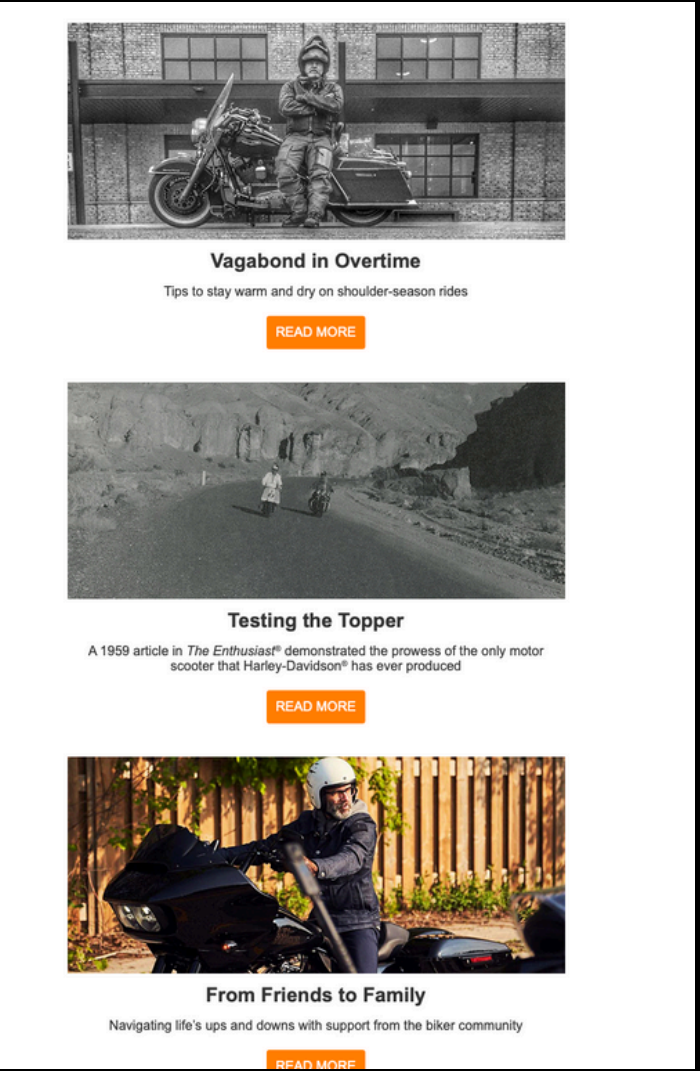 Vagabond in Overtime
Tips to stay warm and dry on shoulder-season rides
READ MORE
Testing the Topper
A 1959 article in The Enthusiast® demonstrated the prowess of the only motor
scooter that Harley-Davidson® has ever produced
READ MORE
From Friends to Family
Navigating life's ups and downs with support from the biker community
READ MORE